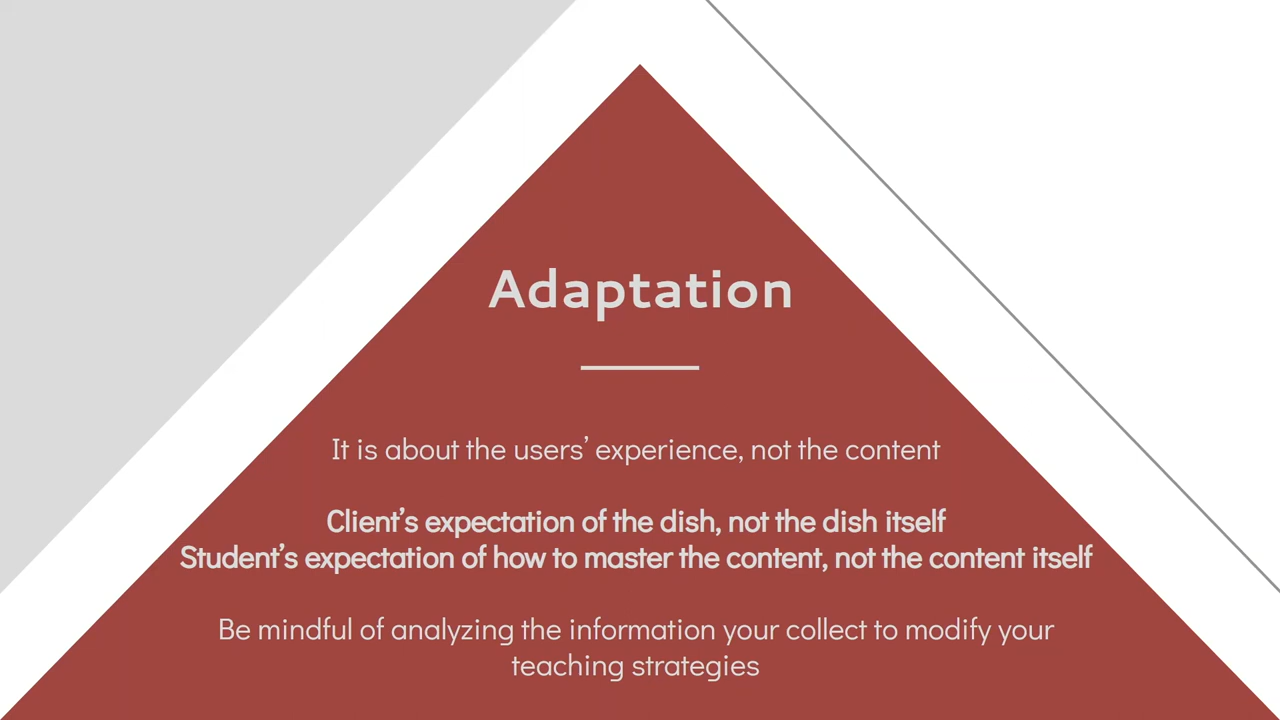 Adaptation
It is about the users’ experience, not the content
Client’s expectation of the dish, not the dish itself
Student’s expectation of how to master the content, not the content itself
Be mindful of analyzing the information your collect to modify your
teaching strategies